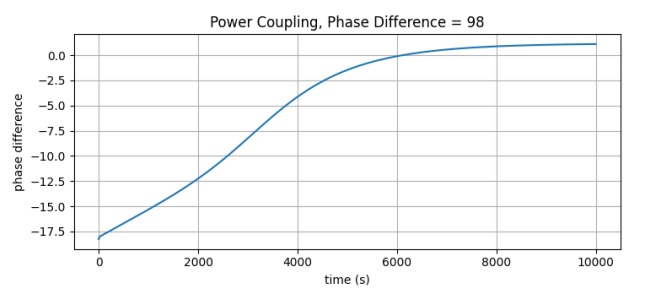 Power Coupling, Phase Difference = 98
0.0
−2.5
−5.0
−7.5
−10.0
−12.5
−15.0
−17.5
phase difference
0 2000 4000 6000 8000 10000
time (s)